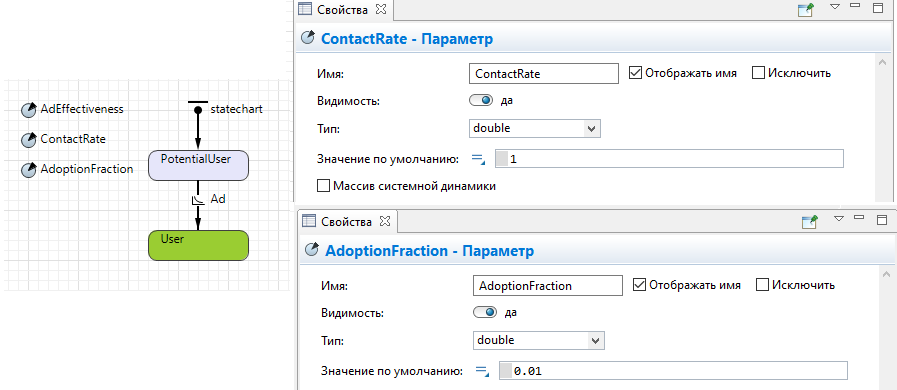 AdEffectiveness
ContactRate
AdoptionFraction
statechart
PotentialUser
Ad
User
Свойства
ContactRate - Параметр
Имя: ContactRate Отображать имя Исключить
Видимость: да
Тип: double
Значение по умолчанию: 1
Массив системной динамики
Свойства
AdoptionFraction - Параметр
Имя: AdoptionFraction Отображать имя Исключить
Видимость: да
Тип: double
Значение по умолчанию: 0.01